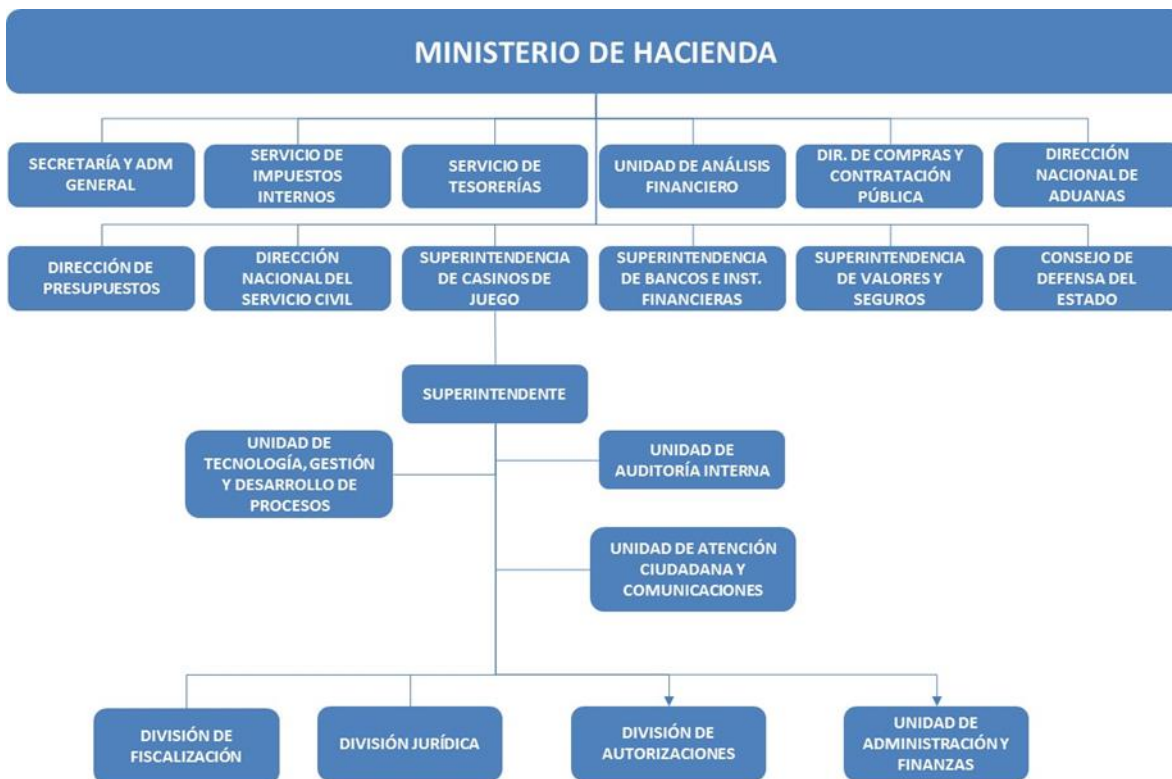 MINISTERIO DE HACIENDA
SECRETARÍA Y ADM
GENERAL
SERVICIO DE
IMPUESTOS
INTERNOS
SERVICIO DE
TESORERÍAS
UNIDAD DE ANÁLISIS
FINANCIERO
DIR. DE COMPRAS Y
CONTRATACIÓN
PÚBLICA
DIRECCIÓN
NACIONAL DE
ADUANAS
DIRECCIÓN DE
PRESUPUESTOS
DIRECCIÓN
NACIONAL DEL
SERVICIO CIVIL
SUPERINTENDENCIA
DE CASINOS DE
JUEGO
SUPERINTENDENCIA
DE BANCOS E INST.
FINANCIERAS
SUPERINTENDENCIA
DE VALORES Y
SEGUROS
CONSEJO DE
DEFENSA DEL
ESTADO
SUPERINTENDENTE
UNIDAD DE
TECNOLOGÍA, GESTIÓN
Y DESARROLLO DE
PROCESOS
UNIDAD DE
AUDITORÍA INTERNA
UNIDAD DE ATENCIÓN
CIUDADANA Y
COMUNICACIONES
DIVISIÓN DE
FISCALIZACIÓN
DIVISIÓN JURÍDICA
DIVISIÓN DE
AUTORIZACIONES
UNIDAD DE
ADMINISTRACIÓN Y
FINANZAS